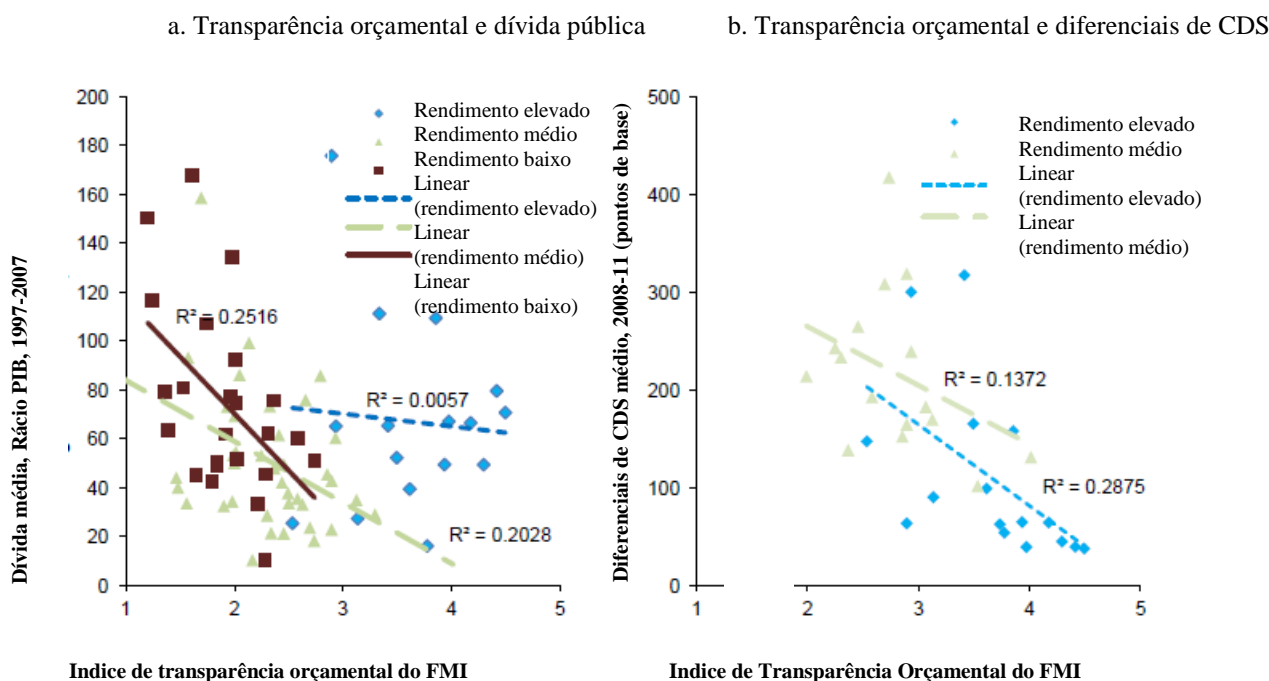 a. Transparência orçamental e dívida pública
Dívida média, Rácio PIB, 1997-2007
200
180
160
140
120
100
80
60
40
20
0
1
2
3
4
5
Rendimento elevado
Rendimento médio
Rendimento baixo
Linear
(rendimento elevado)
Linear
(rendimento médio)
Linear
(rendimento baixo)
R² = 0.2516
R² = 0.0057
R² = 0.2028
Indice de transparência orçamental do FMI
b. Transparência orçamental e diferenciais de CDS
Diferenciais de CDS médio, 2008-11 (pontos de base)
500
400
300
200
100
0
1
2
3
4
5
Rendimento elevado
Rendimento médio
Linear
(rendimento elevado)
Linear
(rendimento médio)
R² = 0.1372
R² = 0.2875
Indice de Transparência Orçamental do FMI